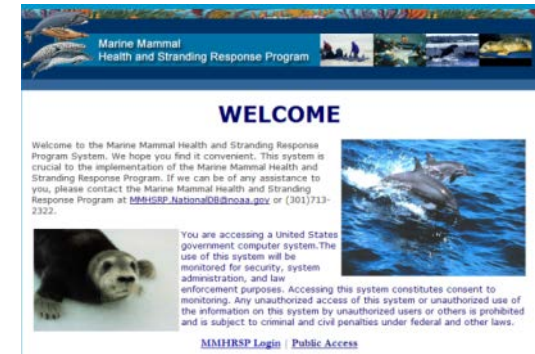 Marine Mammal
Health and Stranding Response Program
WELCOME
Welcome to the Marine Mammal Health and Stranding Response
Program System. We hope you find it convenient. This system is
crucial to the implementation of the Marine Mammal Health and
Stranding Response Program. If we can be of any assistance to
you, please contact the Marine Mammal Health and Stranding
Response Program at MMHSRP.NationalDB@noaa.gov or (301)713-
2322.
You are accessing a United States
government computer system.The
use of this system will be
monitored for security, system
administration, and law
enforcement purposes. Accessing this system constitutes consent to
monitoring. Any unauthorized access of this system or unauthorized use of
the information on this system by unauthorized users or others is prohibited
and is subject to criminal and civil penalties under federal and other laws.
MMHRSP Login | Public Access